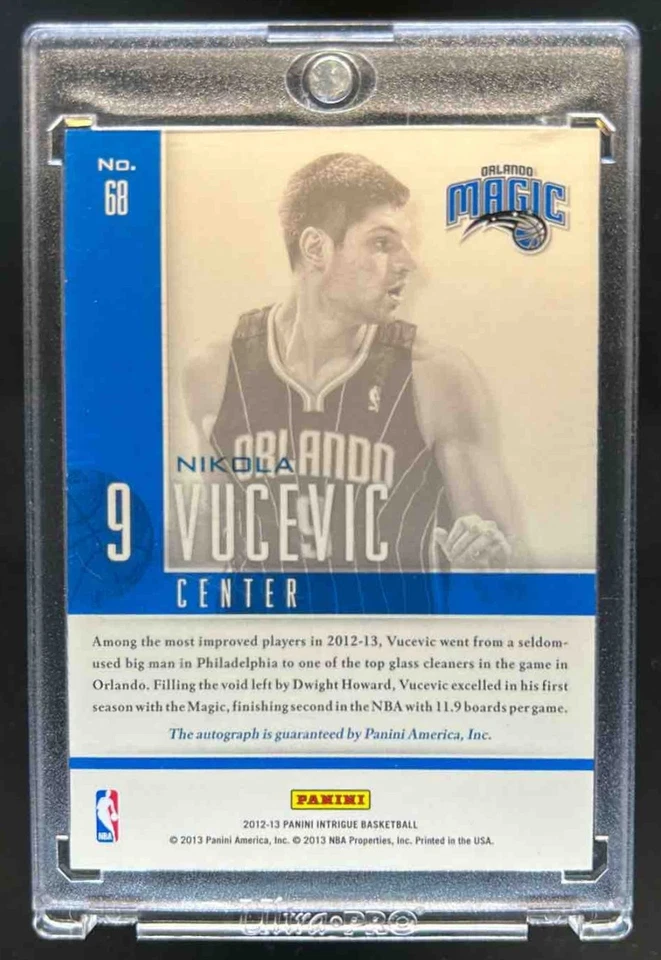 No.
68
ORLANDO
MAGIC
ORLANDO
9
NIKOLA
9 VUCEVIC
CENTER
Among the most improved players in 2012-13, Vucevic went from a seldom-
used big man in Philadelphia to one of the top glass cleaners in the game in
Orlando. Filling the void left by Dwight Howard, Vucevic excelled in his first
season with the Magic, finishing second in the NBA with 11.9 boards per game.
The autograph is guaranteed by Panini America, Inc.
NBA
PANINI
2012-13 PANINI INTRIGUE BASKETBALL
© 2013 Panini America, Inc. © 2013 NBA Properties, Inc. Printed in the USA.
Ultra·PRO